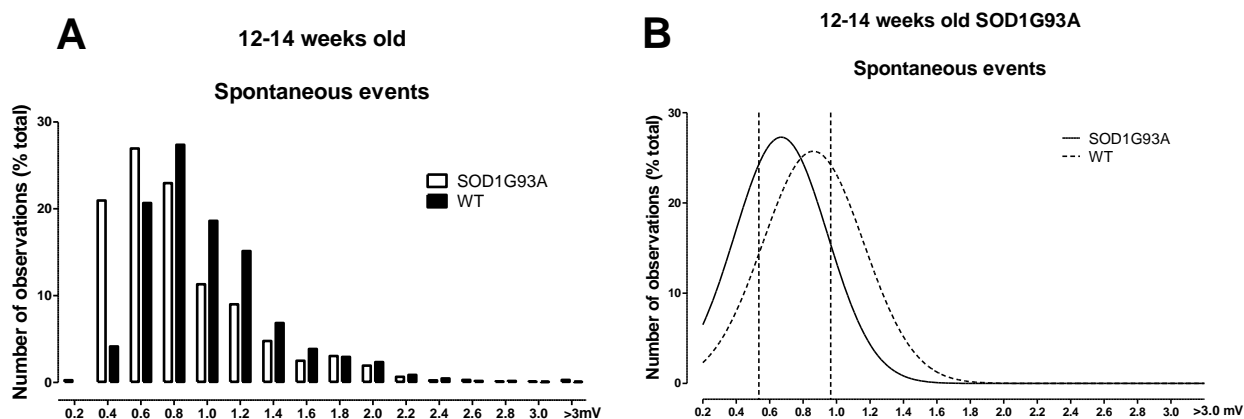 A
12-14 weeks old
Spontaneous events
Number of observations (% total)
30
20
10
0
SOD1G93A
WT
0.2 0.4 0.6 0.8 1.0 1.2 1.4 1.6 1.8 2.0 2.2 2.4 2.6 2.8 3.0 >3mV
B
12-14 weeks old SOD1G93A
Spontaneous events
Number of observations (% total)
30
20
10
0
SOD1G93A
WT
0.2 0.4 0.6 0.8 1.0 1.2 1.4 1.6 1.8 2.0 2.2 2.4 2.6 2.8 3.0 >3.0 mV